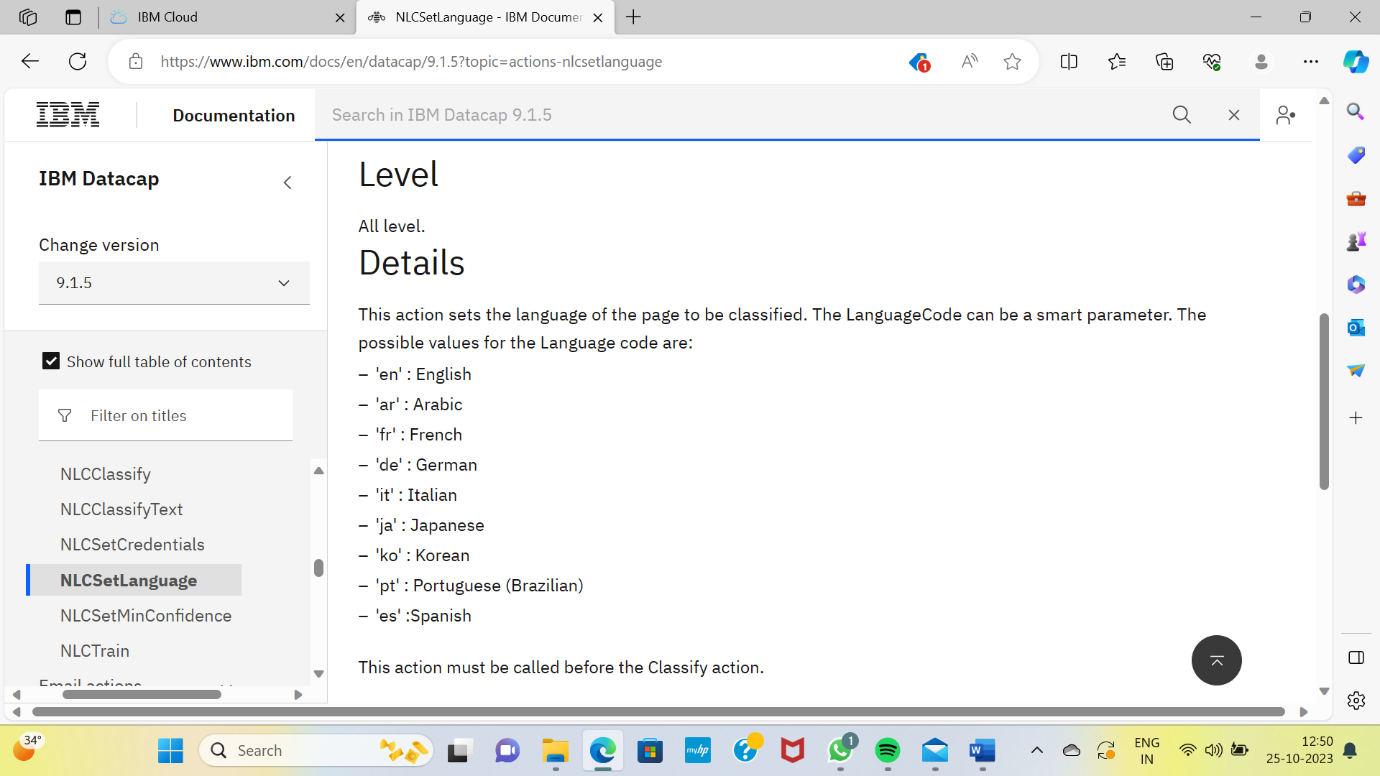 IBM Cloud
NLCSetLanguage - IBM Documen
https://www.ibm.com/docs/en/datacap/9.1.5?topic=actions-nlcsetlanguage
1
IBM
Documentation
Search in IBM Datacap 9.1.5
IBM Datacap
Change version
9.1.5
Show full table of contents
Filter on titles
NLCClassify
NLCClassifyText
NLCSetCredentials
NLCSetLanguage
NLCSetMinConfidence
NLCTrain
Email actions
Level
All level.
Details
This action sets the language of the page to be classified. The LanguageCode can be a smart parameter. The
possible values for the Language code are:
– 'en' : English
– 'ar' : Arabic
– 'fr' : French
– 'de' : German
– 'it' : Italian
– 'ja' : Japanese
– 'ko' : Korean
– 'pt' : Portuguese (Brazilian)
– 'es' :Spanish
This action must be called before the Classify action.
34°
Search
myhp
1
ENG
IN
12:50
25-10-2023